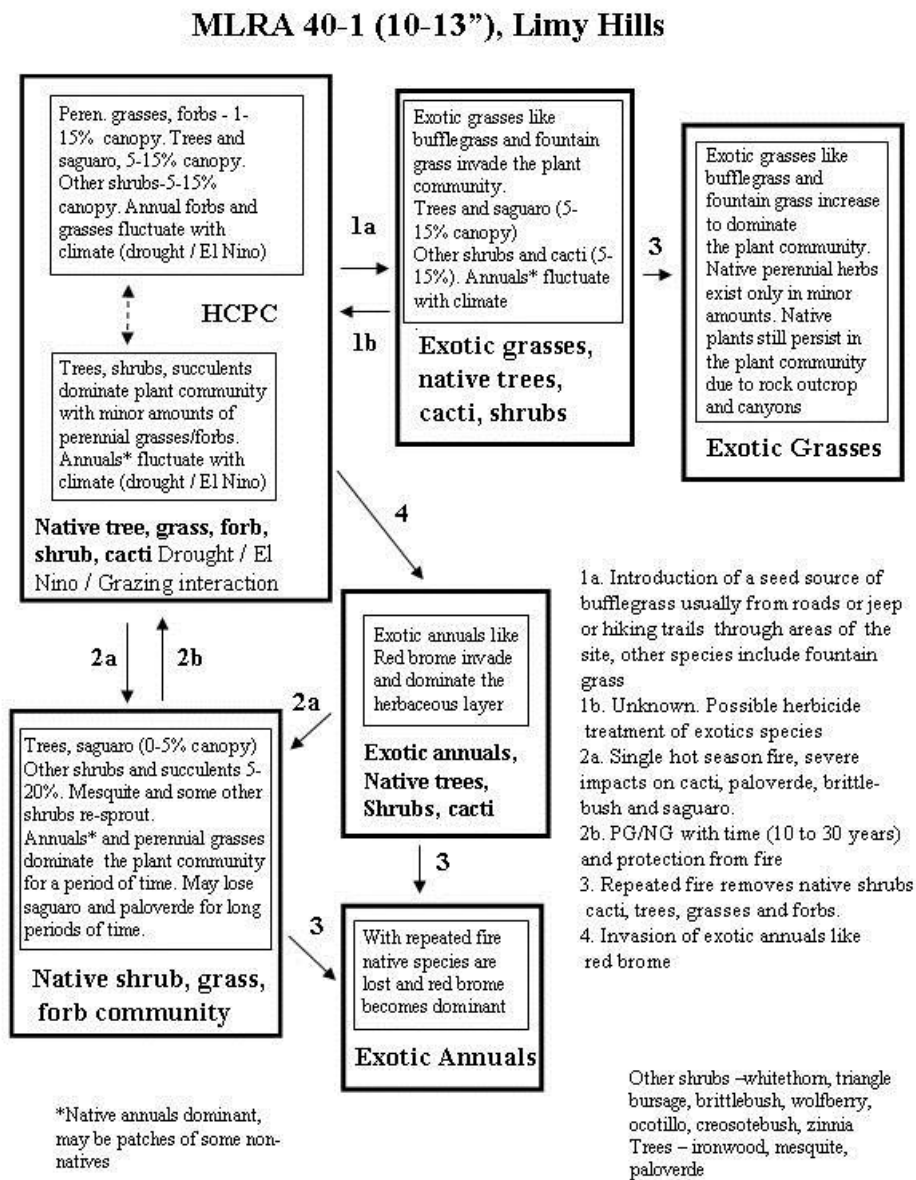 MLRA 40-1 (10-13”), Limy Hills
Peren. grasses, forbs - 1-
15% canopy. Trees and
saguaro, 5-15% canopy.
Other shrubs-5-15%
canopy. Annual forbs and
grasses fluctuate with
climate (drought / El Nino)
HCPC
Trees, shrubs, succulents
dominate plant community
with minor amounts of
perennial grasses/forbs.
Annuals* fluctuate with
climate (drought / El Nino)
Native tree, grass, forb,
shrub, cacti Drought / El
Nino / Grazing interaction
1a
1b
Exotic grasses like
bufflegrass and fountain
grass invade the plant
community.
Trees and saguaro (5-
15% canopy)
Other shrubs and cacti (5-
15%). Annuals* fluctuate
with climate
Exotic grasses,
native trees,
cacti, shrubs
3
Exotic grasses like
bufflegrass and
fountain grass increase
to dominate
the plant community.
Native perennial herbs
exist only in minor
amounts. Native
plants still persist in
the plant community
due to rock outcrop
and canyons
Exotic Grasses
4
2a
2b
Exotic annuals like
Red brome invade
and dominate the
herbaceous layer
Exotic annuals,
Native trees,
Shrubs, cacti
2a
Trees, saguaro (0-5% canopy)
Other shrubs and succulents 5-
20%. Mesquite and some other
shrubs re-sprout.
Annuals* and perennial grasses
dominate the plant community
for a period of time. May lose
saguaro and paloverde for long
periods of time.
Native shrub, grass,
forb community
3
3
With repeated fire
native species are
lost and red brome
becomes dominant
Exotic Annuals
1a. Introduction of a seed source of
bufflegrass usually from roads or jeep
or hiking trails through areas of the
site, other species include fountain
grass
1b. Unknown. Possible herbicide
treatment of exotics species
2a. Single hot season fire, severe
impacts on cacti, paloverde, brittle-
bush and saguaro.
2b. PG/NG with time (10 to 30 years)
and protection from fire
3. Repeated fire removes native shrubs
cacti, trees, grasses and forbs.
4. Invasion of exotic annuals like
red brome
*Native annuals dominant,
may be patches of some non-
natives
Other shrubs –whitethorn, triangle
bursage, brittlebush, wolfberry,
ocotillo, creosotebush, zinnia
Trees – ironwood, mesquite,
paloverde